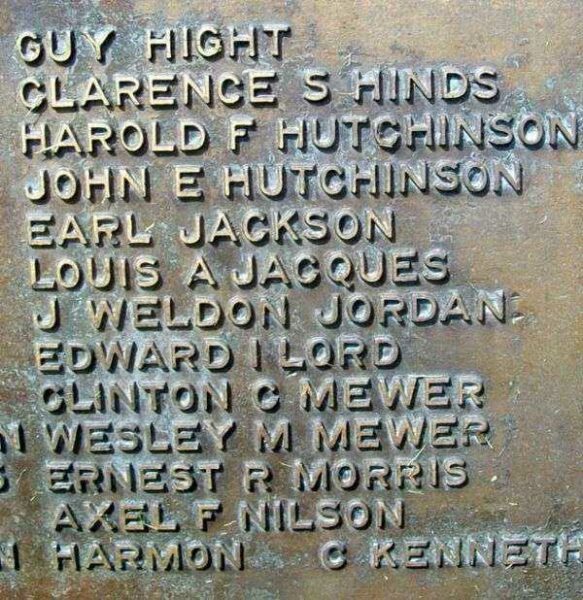 GUY HIGHT
CLARENCE S HINDS
HAROLD F HUTCHINSON
JOHN E HUTCHINSON
EARL JACKSON
LOUIS A JACQUES
J WELDON JORDAN
EDWARD I LORD
CLINTON C MEWER
N WESLEY M MEWER
S ERNEST R MORRIS
AXEL F NILSON
N HARMON C KENNETH